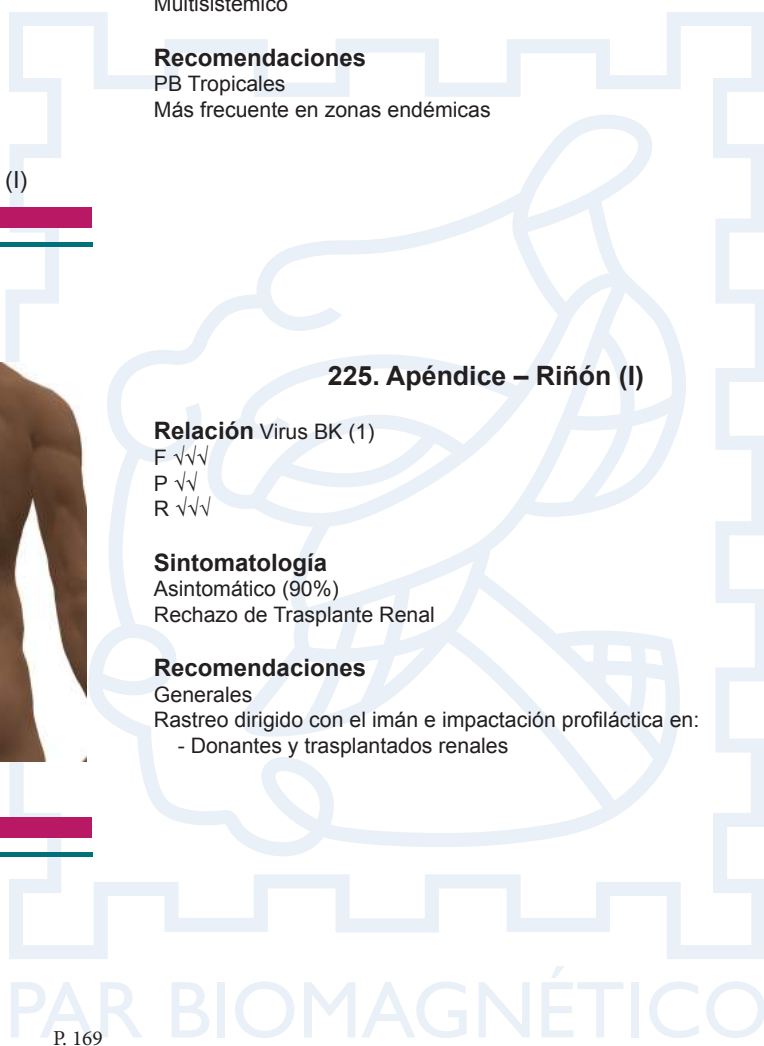 Multisistémico
Recomendaciones
PB Tropicales
Más frecuente en zonas endémicas
(I)
225. Apéndice – Riñón (I)
Relación Virus BK (1)
F √√√
P √√
R √√√
Sintomatología
Asintomático (90%)
Rechazo de Trasplante Renal
Recomendaciones
Generales
Rastreo dirigido con el imán e impactación profiláctica en:
- Donantes y trasplantados renales
PAR BIOMAGNÉTICO
P. 169